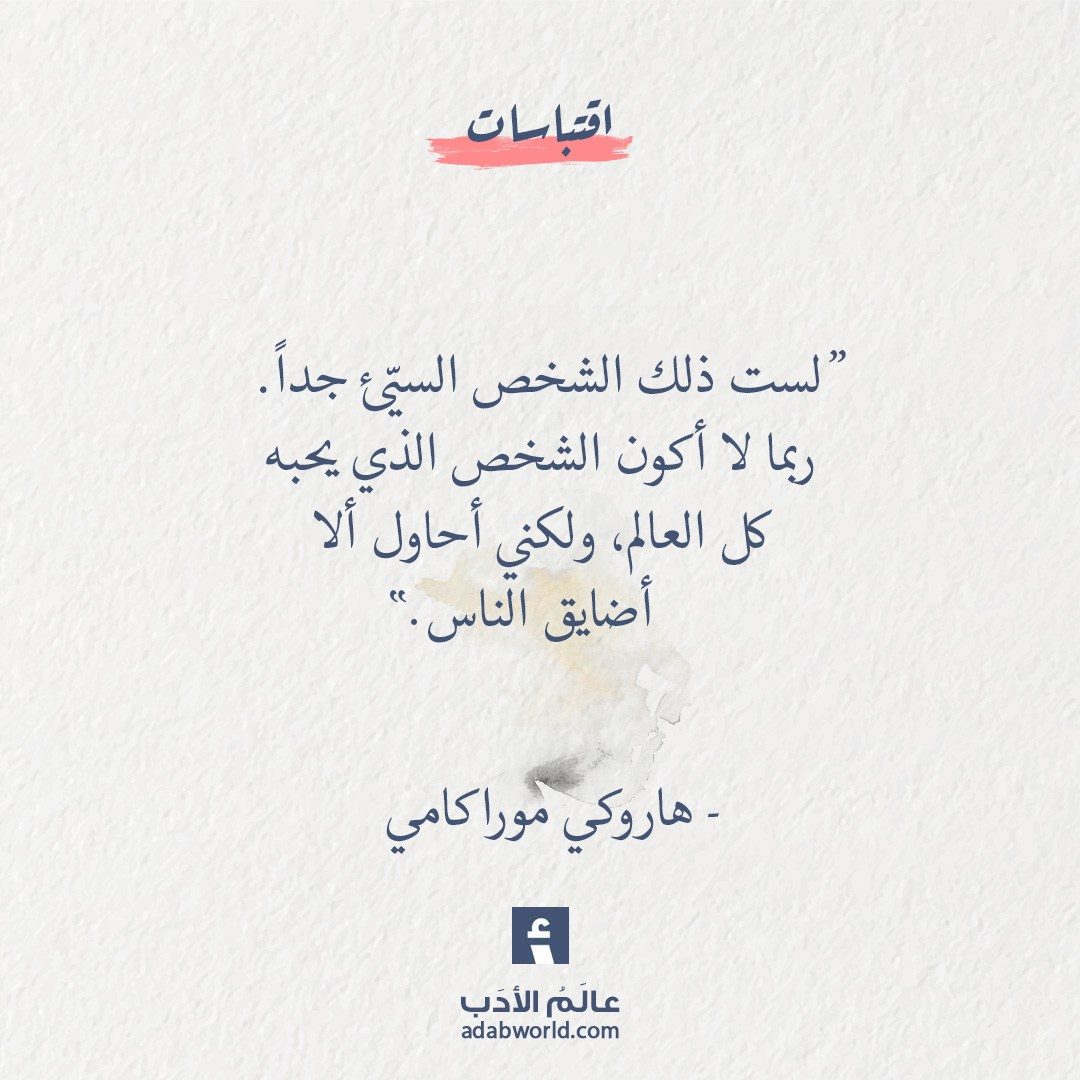 اقتباسات
”لست ذلك الشخص السيّئ جداً.
ربما لا أكون الشخص الذي يحبه
كل العالم، ولكني أحاول ألا
أضايق الناس.“
- هاروكي موراكامي
أ
عالَمُ الأدَب
adabworld.com